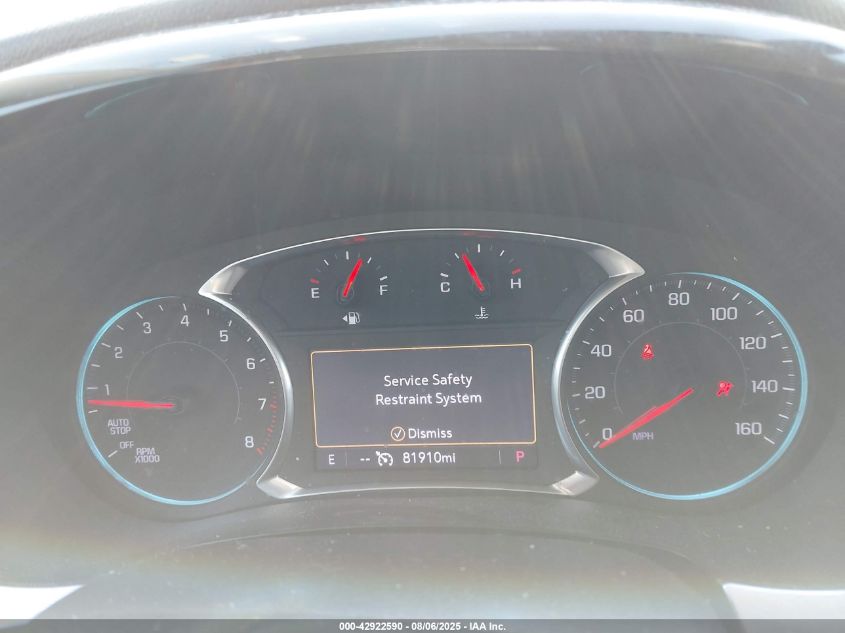 E F
C H
1 2 3 4 5 6 7 8
AUTO
STOP
OFF
RPM
X1000
Service Safety
Restraint System
Dismiss
E -- 81910mi P
0 20 40 60 80 100 120 140 160
MPH
000-42922590 - 08/06/2025 - IAA Inc.